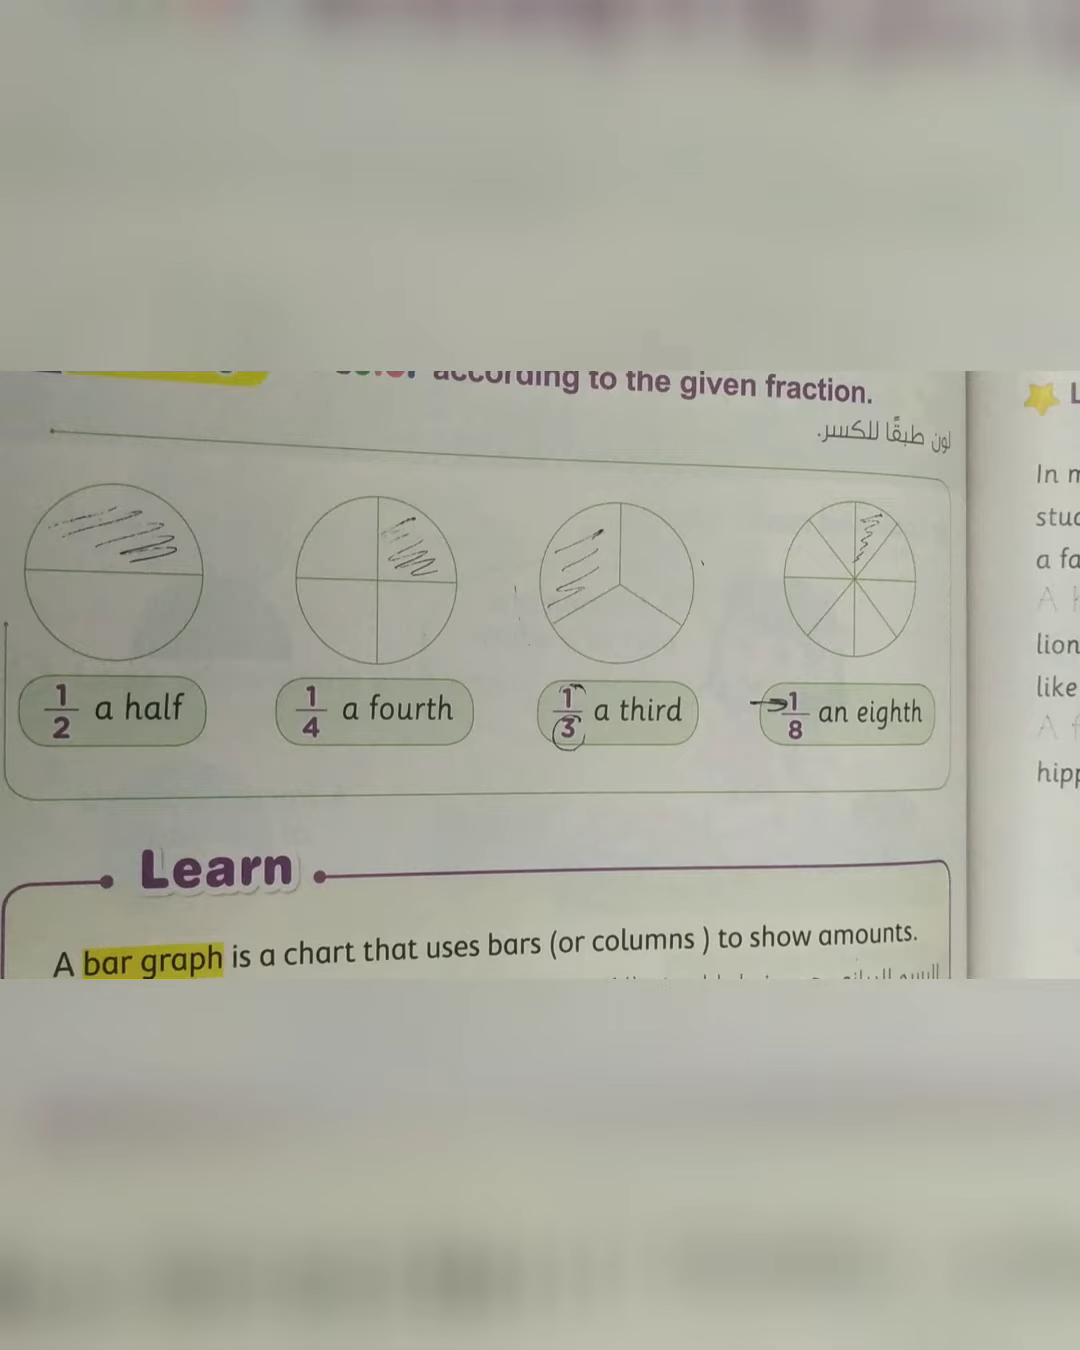 according to the given fraction.
لون طبقًا للكسر.
1/2 a half
1/4 a fourth
1/3 a third
1/8 an eighth
Learn
A bar graph is a chart that uses bars (or columns ) to show amounts.
L
In m
stud
a fa
A
lion
like
A f
hipp